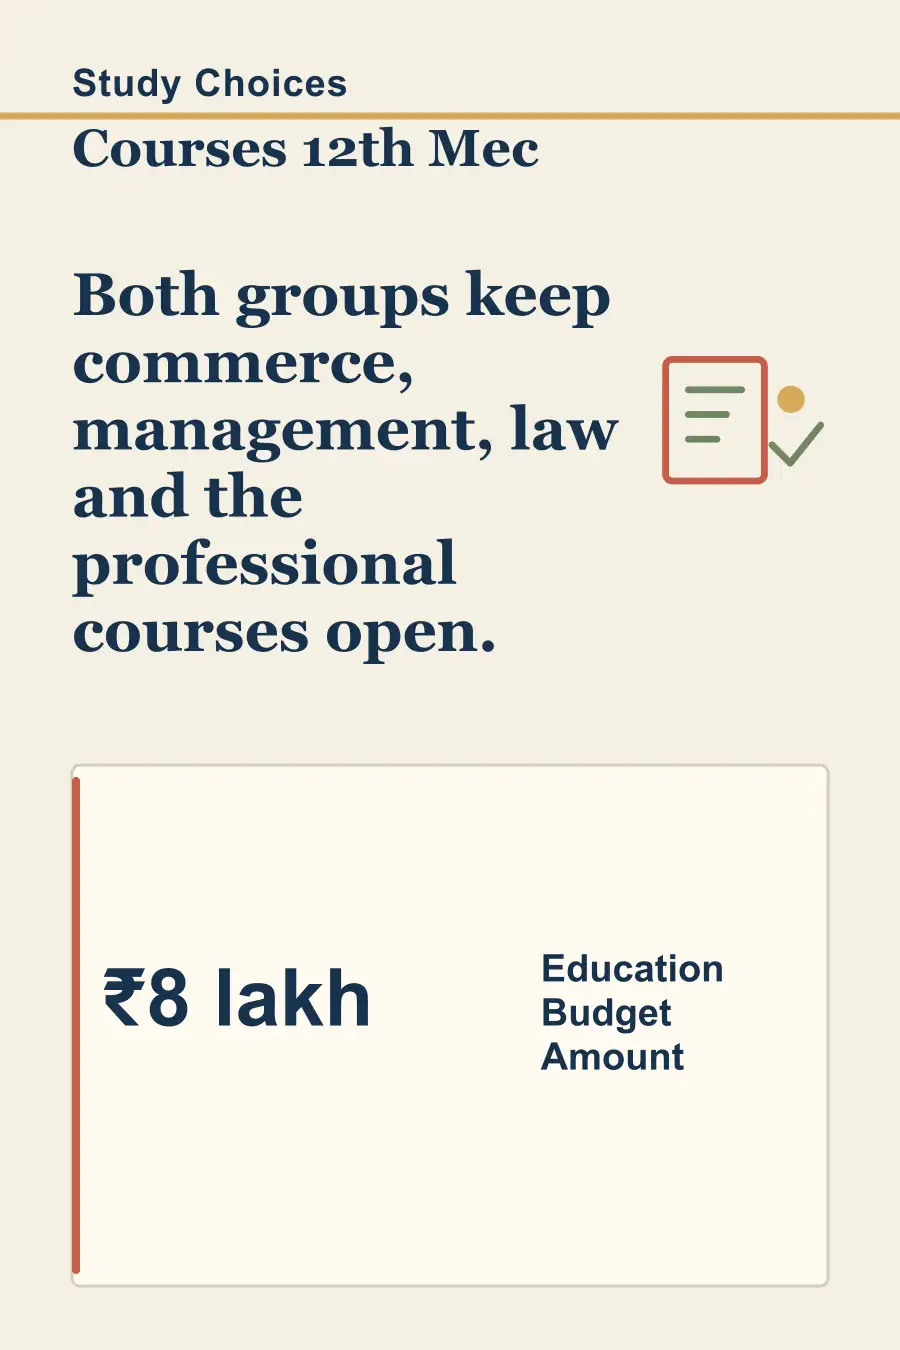 Study Choices
Courses 12th Mec
Both groups keep
commerce,
management, law
and the
professional
courses open.
₹8 lakh
Education
Budget
Amount